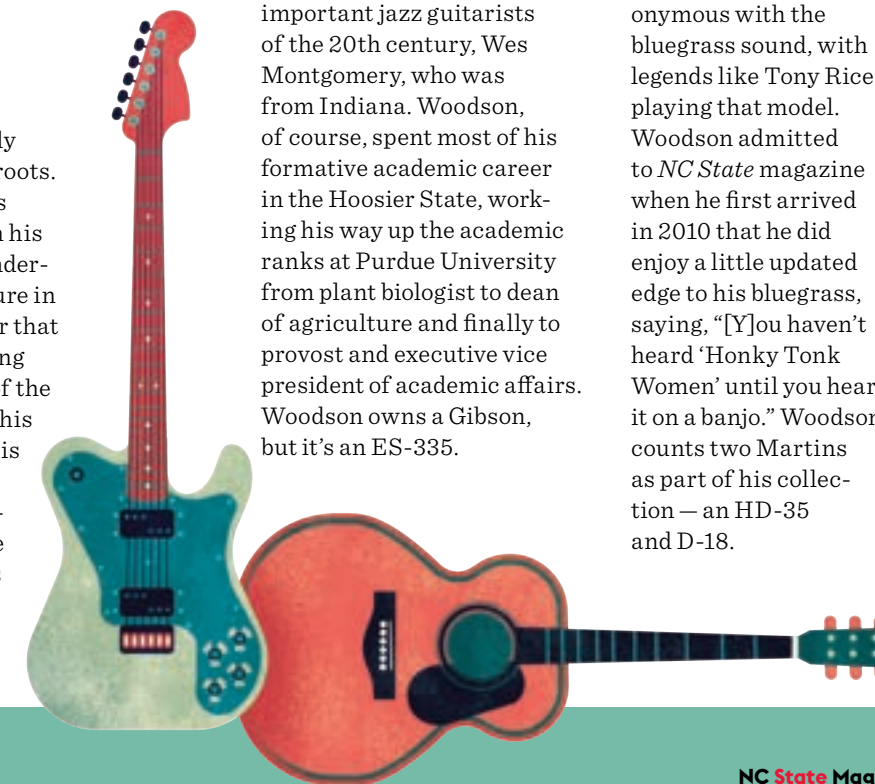 ly
roots.
s
his
nder-
ure in
r that
ng
f the
his
is
-
e
important jazz guitarists
of the 20th century, Wes
Montgomery, who was
from Indiana. Woodson,
of course, spent most of his
formative academic career
in the Hoosier State, work-
ing his way up the academic
ranks at Purdue University
from plant biologist to dean
of agriculture and finally to
provost and executive vice
president of academic affairs.
Woodson owns a Gibson,
but it’s an ES-335.
onymous with the
bluegrass sound, with
legends like Tony Rice
playing that model.
Woodson admitted
to NC State magazine
when he first arrived
in 2010 that he did
enjoy a little updated
edge to his bluegrass,
saying, “[Y]ou haven’t
heard ‘Honky Tonk
Women’ until you hear
it on a banjo.” Woodson
counts two Martins
as part of his collec-
tion — an HD-35
and D-18.
NC State Mag